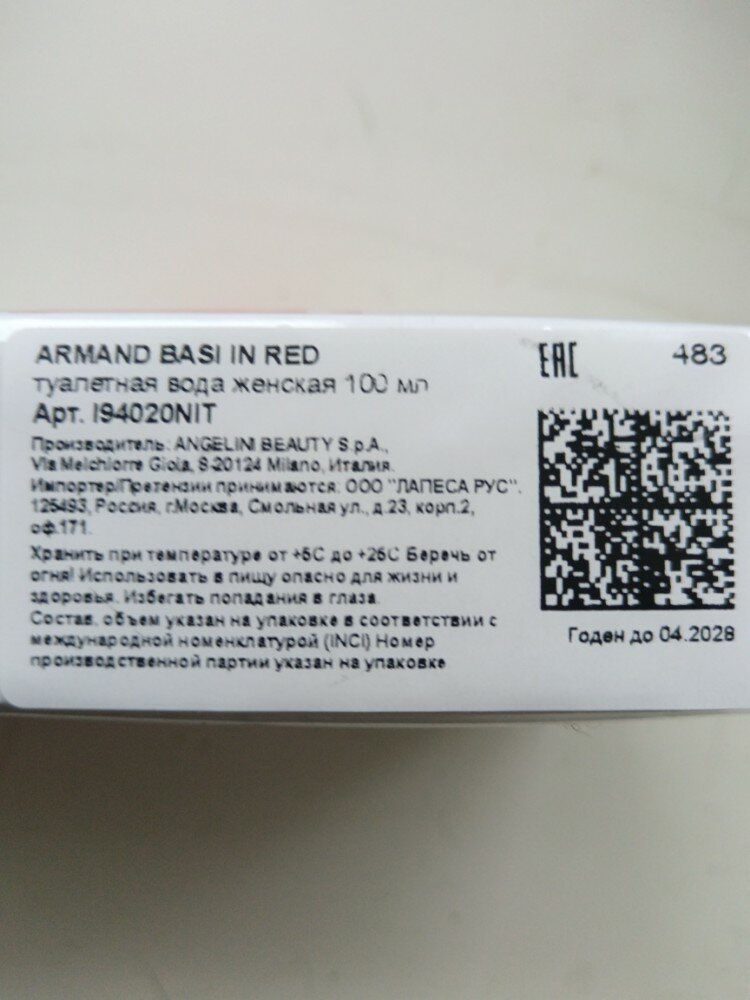 ARMAND BASI IN RED
туалетная вода женская 100 мл
Арт. I94020NIT
Производитель: ANGELINI BEAUTY S.p.A.,
Via Melchiorre Gioia, 8-20124 Milano, Италия.
Импортер/Претензии принимаются: ООО "ЛАПЕСА РУС".
125493, Россия, г.Москва, Смольная ул., д.23, корп.2,
оф.171.
Хранить при температуре от +5С до +25С Беречь от
огня! Использовать в пищу опасно для жизни и
здоровья. Избегать попадания в глаза.
Состав, объем указан на упаковке в соответствии с
международной номенклатурой (INCI) Номер
производственной партии указан на упаковке
EAC
483
Годен до 04.2028